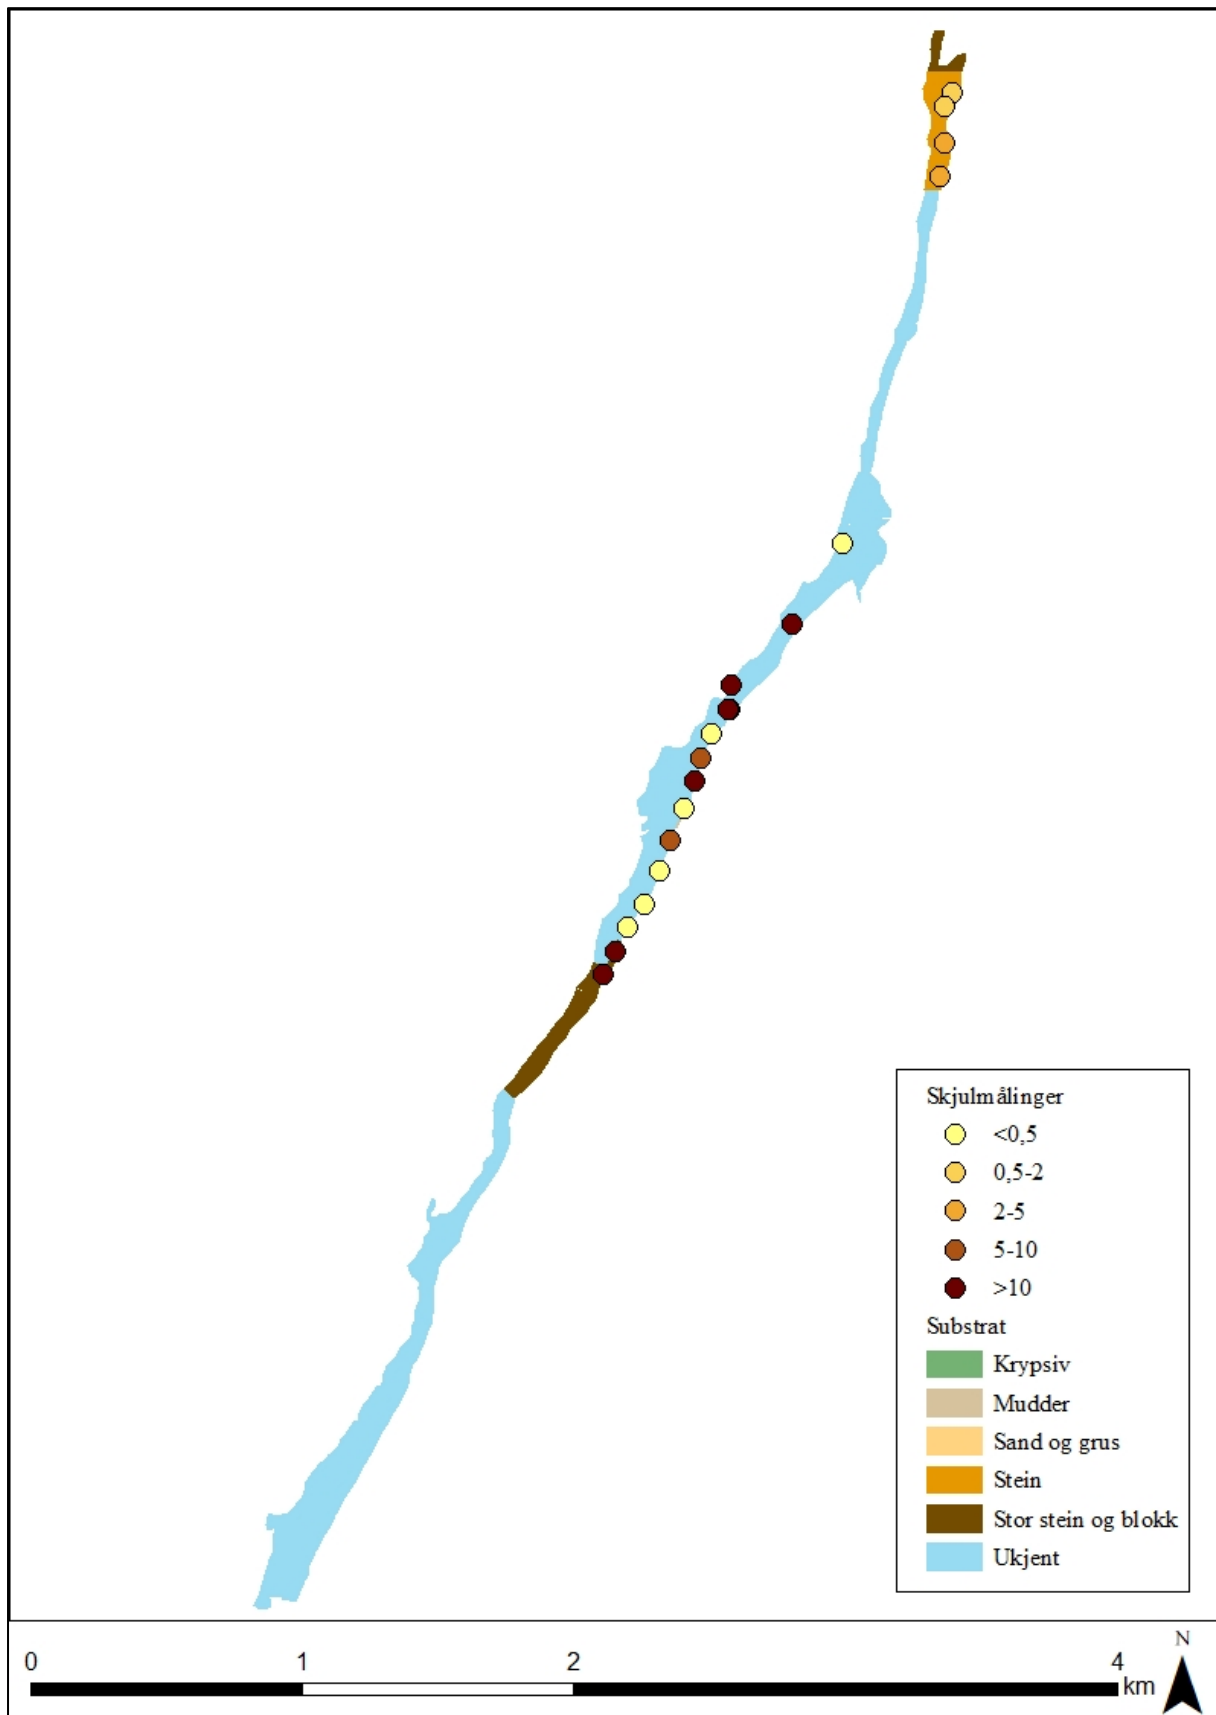 Skjulmålinger
<0,5
0,5-2
2-5
5-10
>10
Substrat
Krypsiv
Mudder
Sand og grus
Stein
Stor stein og blokk
Ukjent
0 1 2 4 km
N